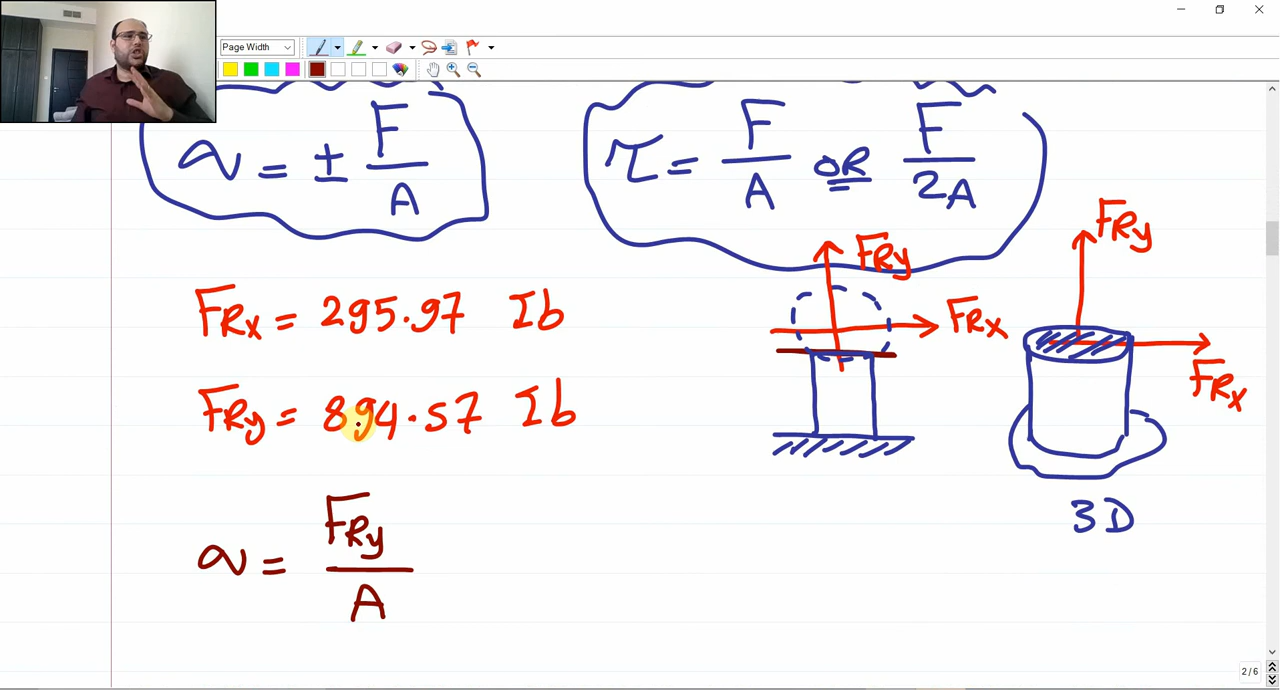 Page Width
σ = ± F/A
τ = F/A OR F/2A
FRy
FRy
FRx = 295.97 Ib
FRx
FRx
FRy = 894.57 Ib
3D
σ = FRy/A
2/6